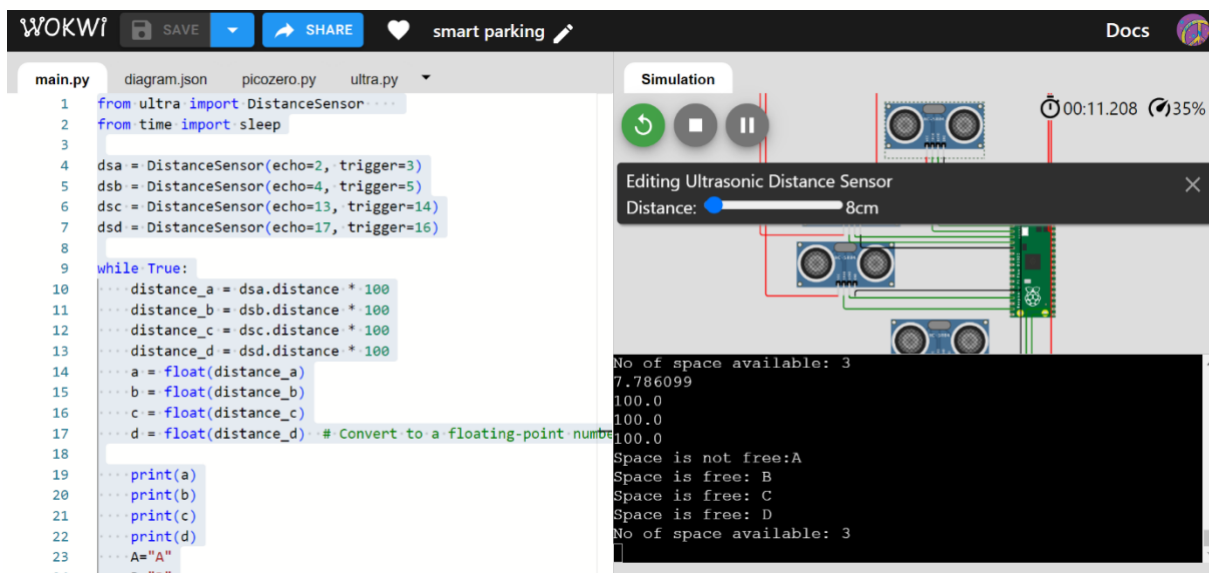 WOKWI SAVE SHARE smart parking Docs
main.py diagram.json picozero.py ultra.py
1 from ultra import DistanceSensor
2 from time import sleep
3
4 dsa = DistanceSensor(echo=2, trigger=3)
5 dsb = DistanceSensor(echo=4, trigger=5)
6 dsc = DistanceSensor(echo=13, trigger=14)
7 dsd = DistanceSensor(echo=17, trigger=16)
8
9 while True:
10 distance_a = dsa.distance * 100
11 distance_b = dsb.distance * 100
12 distance_c = dsc.distance * 100
13 distance_d = dsd.distance * 100
14 a = float(distance_a)
15 b = float(distance_b)
16 c = float(distance_c)
17 d = float(distance_d) # Convert to a floating-point numbe
18
19 print(a)
20 print(b)
21 print(c)
22 print(d)
23 A="A"
Simulation
00:11.208 35%
Editing Ultrasonic Distance Sensor
Distance: 8cm
No of space available: 3
7.786099
100.0
100.0
100.0
Space is not free:A
Space is free: B
Space is free: C
Space is free: D
No of space available: 3